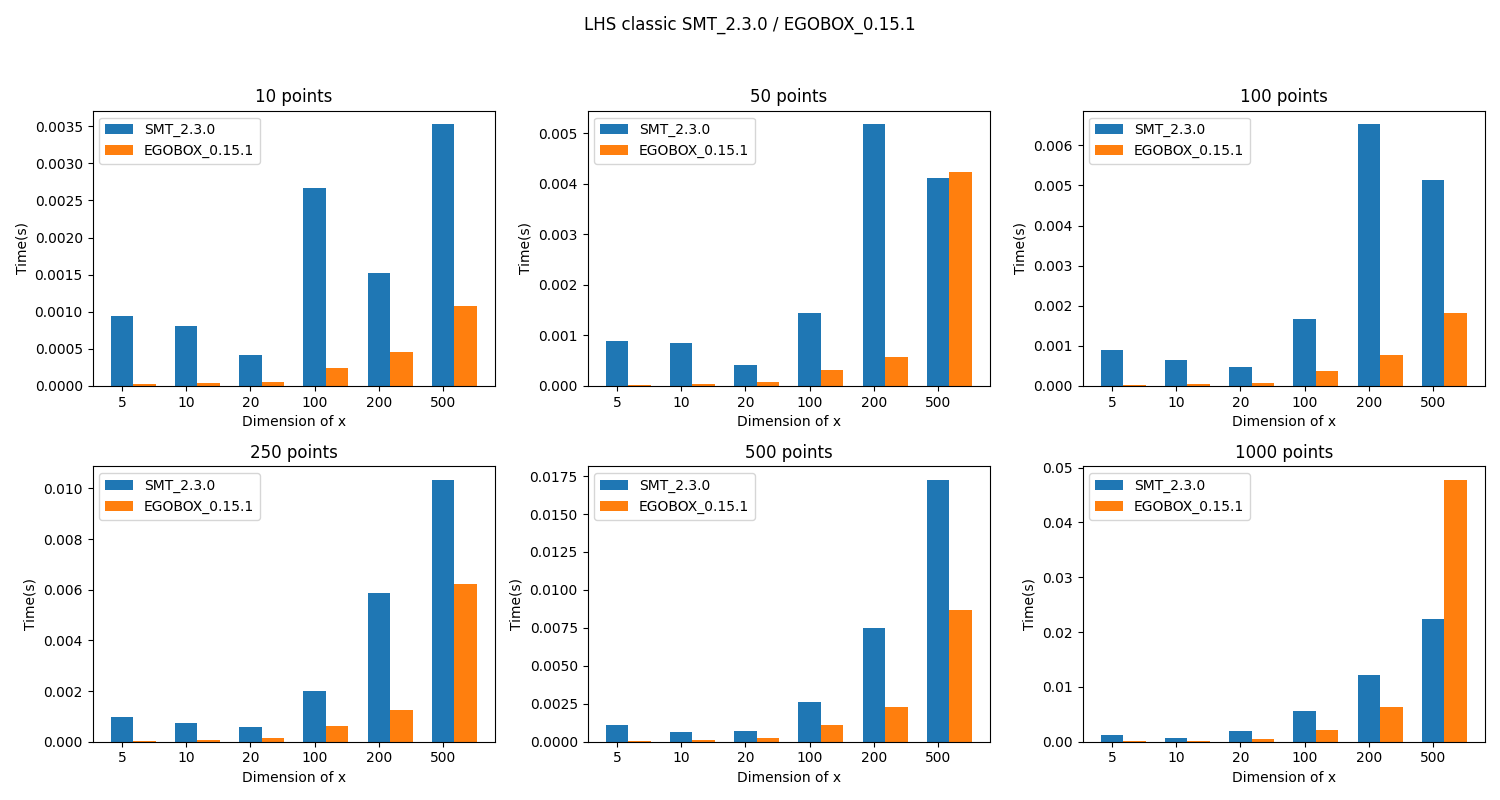 LHS classic SMT_2.3.0 / EGOBOX_0.15.1
10 points
SMT_2.3.0
EGOBOX_0.15.1
0.0035
0.0030
0.0025
0.0020
0.0015
0.0010
0.0005
0.0000
Time(s)
5 10 20 100 200 500
Dimension of x
50 points
SMT_2.3.0
EGOBOX_0.15.1
0.005
0.004
0.003
0.002
0.001
0.000
Time(s)
5 10 20 100 200 500
Dimension of x
100 points
SMT_2.3.0
EGOBOX_0.15.1
0.006
0.005
0.004
0.003
0.002
0.001
0.000
Time(s)
5 10 20 100 200 500
Dimension of x
250 points
SMT_2.3.0
EGOBOX_0.15.1
0.010
0.008
0.006
0.004
0.002
0.000
Time(s)
5 10 20 100 200 500
Dimension of x
500 points
SMT_2.3.0
EGOBOX_0.15.1
0.0175
0.0150
0.0125
0.0100
0.0075
0.0050
0.0025
0.0000
Time(s)
5 10 20 100 200 500
Dimension of x
1000 points
SMT_2.3.0
EGOBOX_0.15.1
0.05
0.04
0.03
0.02
0.01
0.00
Time(s)
5 10 20 100 200 500
Dimension of x